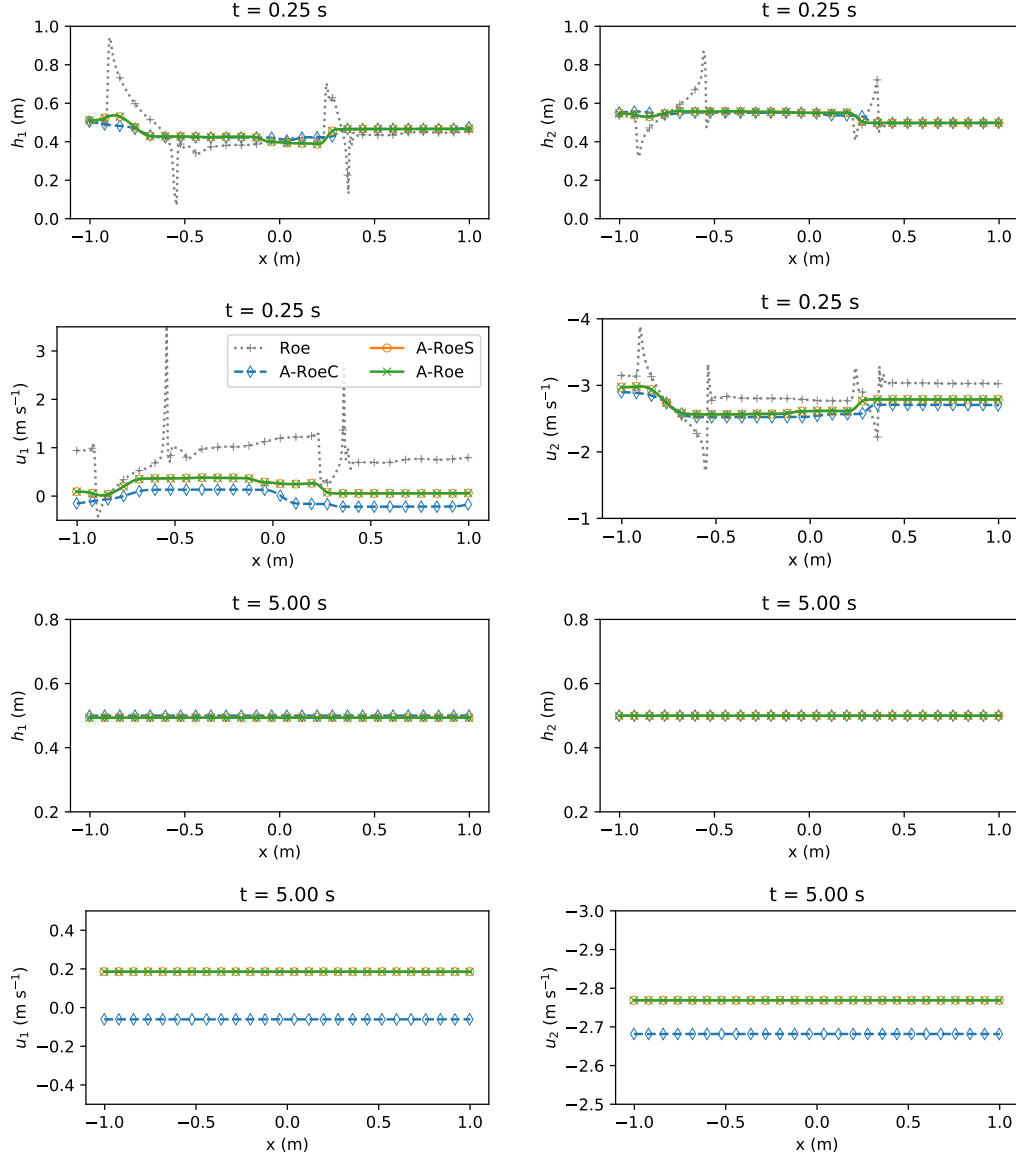 t = 0.25 s
1.0
0.8
0.6
0.4
0.2
0.0
h₁ (m)
−1.0 −0.5 0.0 0.5 1.0
x (m)
t = 0.25 s
1.0
0.8
0.6
0.4
0.2
0.0
h₂ (m)
−1.0 −0.5 0.0 0.5 1.0
x (m)
t = 0.25 s
3
2
1
0
u₁ (m s⁻¹)
Roe
A-RoeC
A-RoeS
A-Roe
−1.0 −0.5 0.0 0.5 1.0
x (m)
t = 0.25 s
−4
−3
−2
−1
u₂ (m s⁻¹)
−1.0 −0.5 0.0 0.5 1.0
x (m)
t = 5.00 s
0.8
0.6
0.4
0.2
h₁ (m)
−1.0 −0.5 0.0 0.5 1.0
x (m)
t = 5.00 s
0.8
0.6
0.4
0.2
h₂ (m)
−1.0 −0.5 0.0 0.5 1.0
x (m)
t = 5.00 s
0.4
0.2
0.0
−0.2
−0.4
u₁ (m s⁻¹)
−1.0 −0.5 0.0 0.5 1.0
x (m)
t = 5.00 s
−3.0
−2.9
−2.8
−2.7
−2.6
−2.5
u₂ (m s⁻¹)
−1.0 −0.5 0.0 0.5 1.0
x (m)